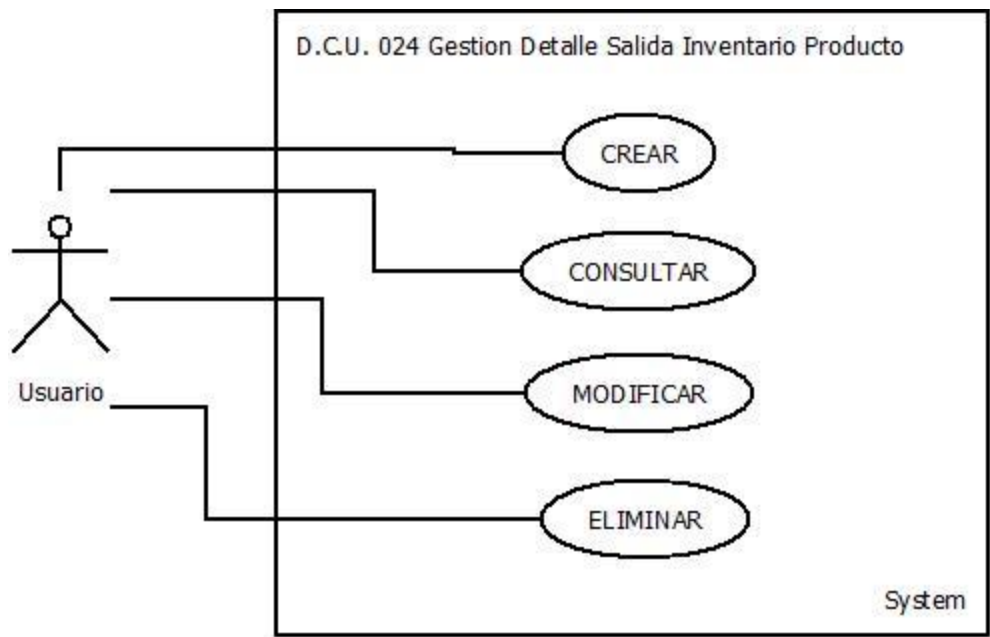 D.C.U. 024 Gestion Detalle Salida Inventario Producto
CREAR
CONSULTAR
MODIFICAR
Usuario
ELIMINAR
System